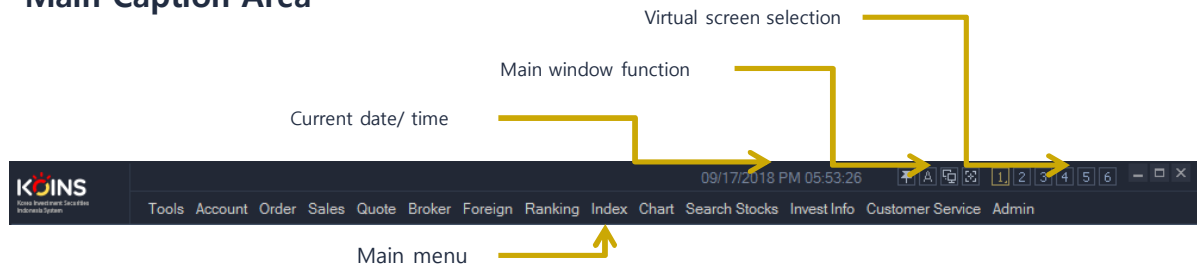 Main Caption Area
Virtual screen selection
Main window function
Current date/ time
KOINS
Korea Investment Securities
Indonesia System
09/17/2018 PM 05:53:26 A 1 2 3 4 5 6
Tools Account Order Sales Quote Broker Foreign Ranking Index Chart Search Stocks Invest Info Customer Service Admin
Main menu